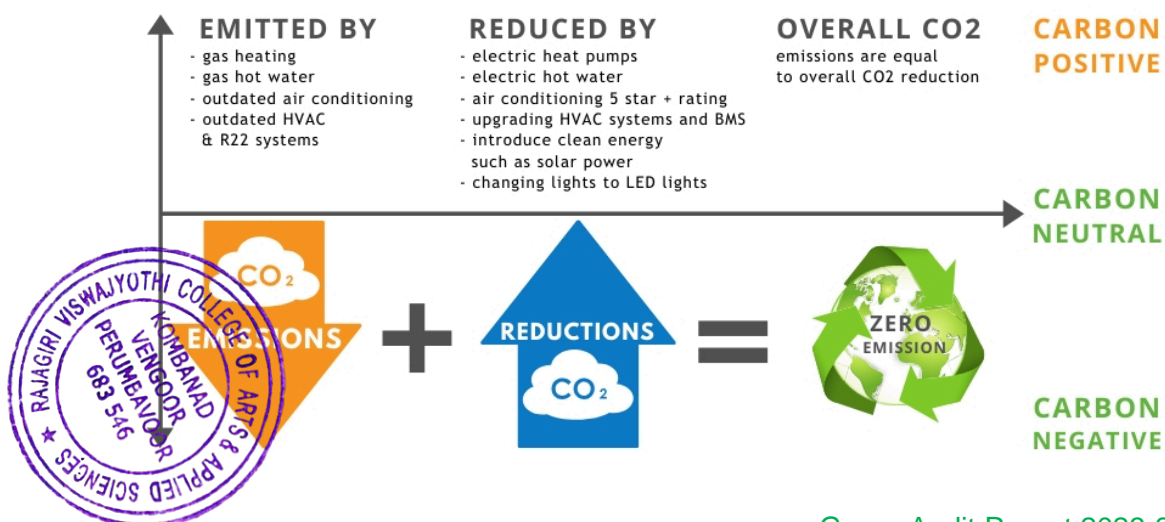 EMITTED BY
- gas heating
- gas hot water
- outdated air conditioning
- outdated HVAC
& R22 systems
REDUCED BY
- electric heat pumps
- electric hot water
- air conditioning 5 star + rating
- upgrading HVAC systems and BMS
- introduce clean energy
such as solar power
- changing lights to LED lights
OVERALL CO2
emissions are equal
to overall CO2 reduction
CARBON
POSITIVE
CARBON
NEUTRAL
CO2
EMISSIONS
+
REDUCTIONS
CO2
=
ZERO
EMISSION
CARBON
NEGATIVE
RAJAGIRI VISWAJYOTHI COLLEGE OF ARTS & APPLIED SCIENCES ★
KOMBANAD
VENGOOR
PERUMBAVOOR
683 546